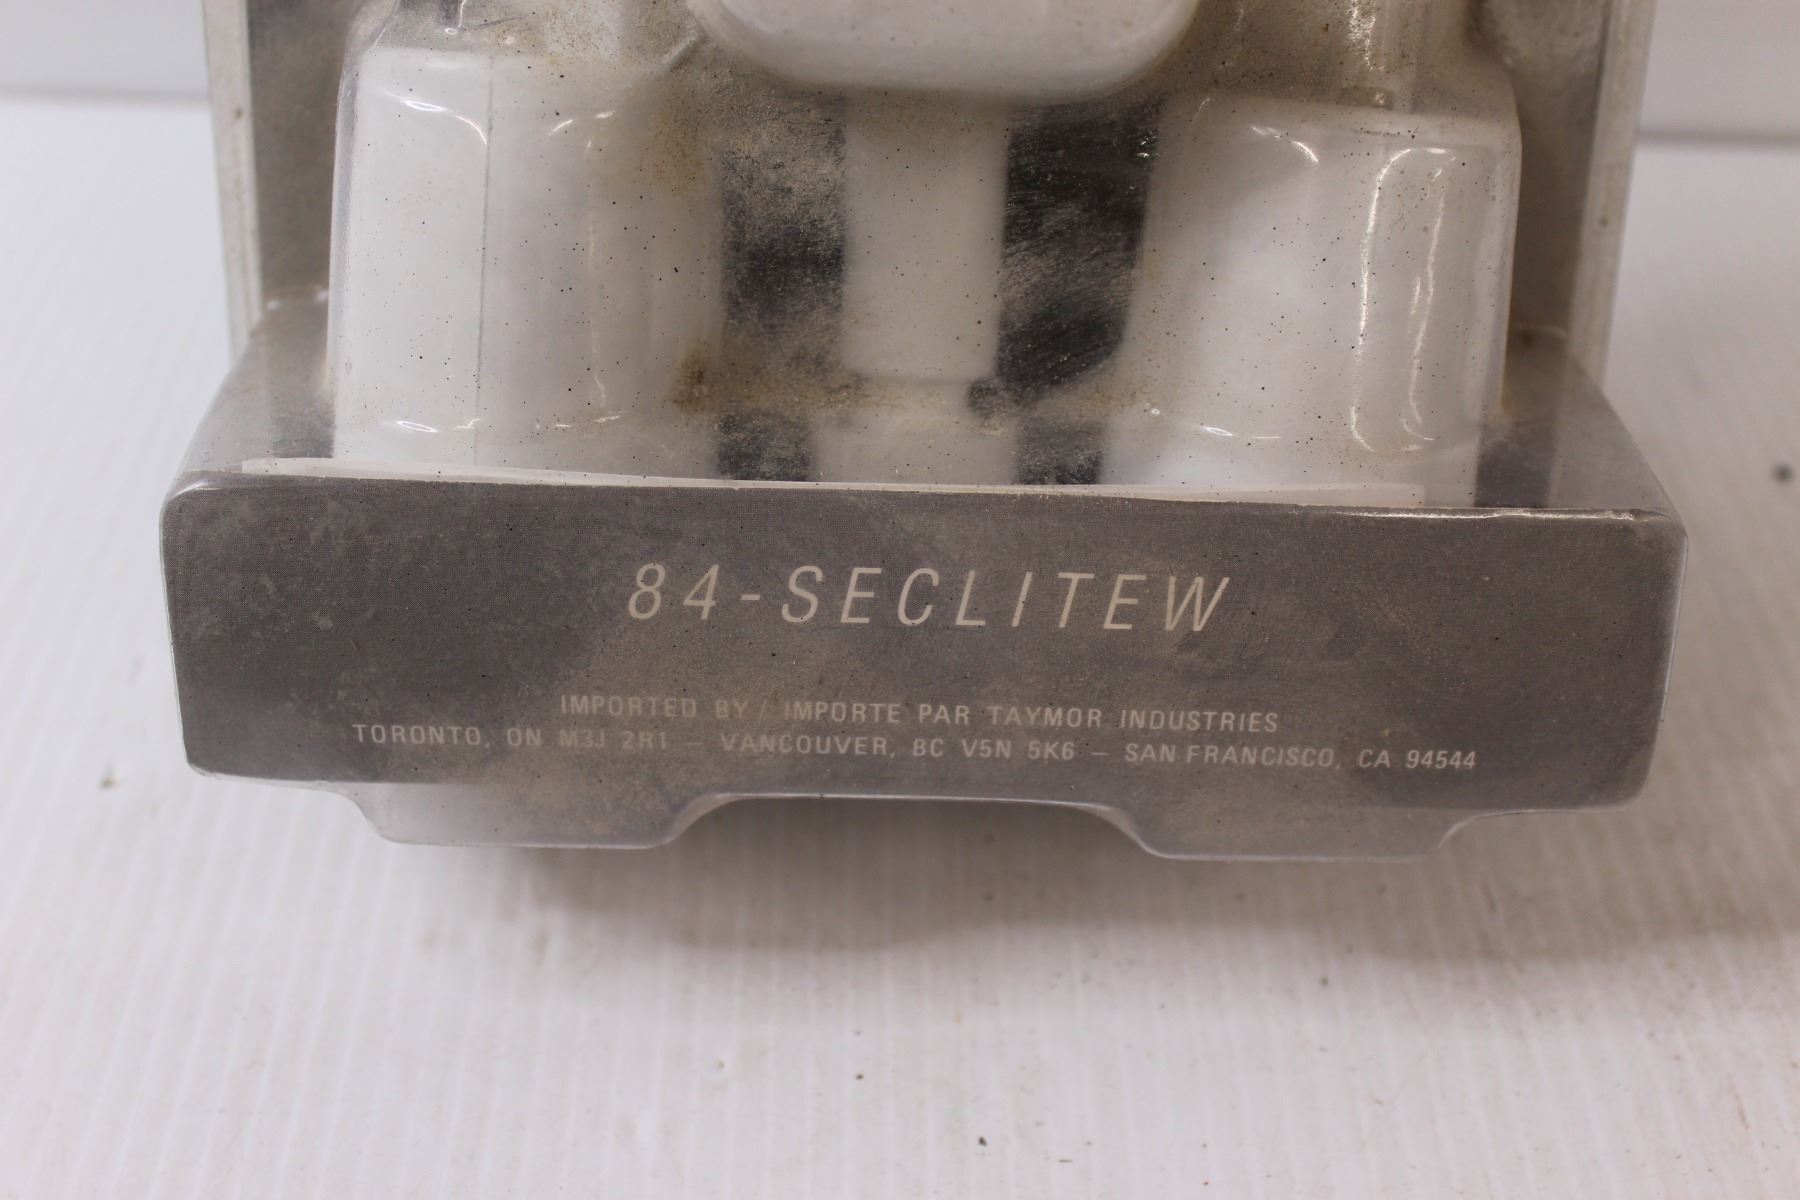 84-SECLITEW
IMPORTED BY / IMPORTE PAR TAYMOR INDUSTRIES
TORONTO, ON M3J 2R1 – VANCOUVER, BC V5N 5K6 – SAN FRANCISCO, CA 94544